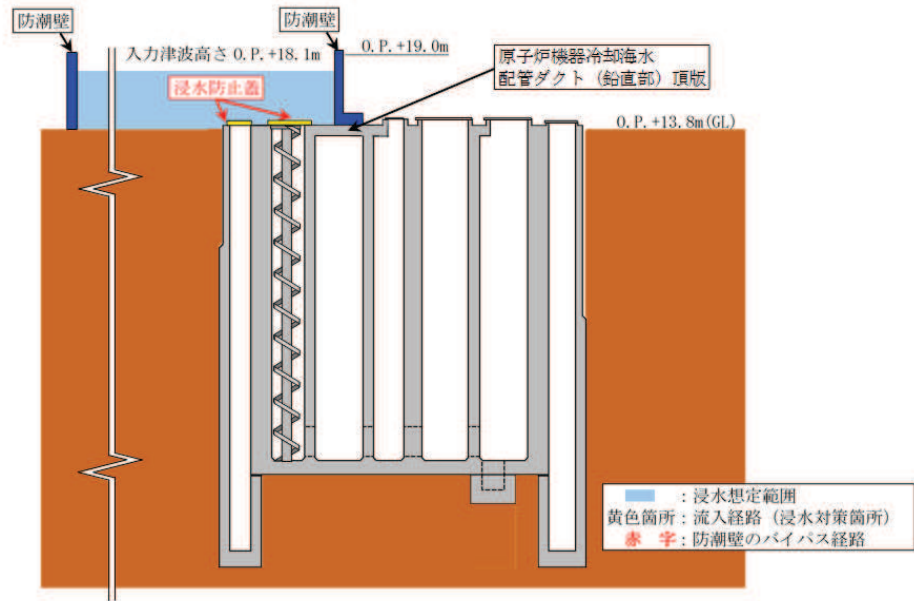 防潮壁
防潮壁
入力津波高さ O.P.+18.1m
O.P.+19.0m
原子炉機器冷却海水
配管ダクト（鉛直部）頂版
浸水防止蓋
O.P.+13.8m(GL)
：浸水想定範囲
黄色箇所：流入経路（浸水対策箇所）
赤 字：防潮壁のバイパス経路